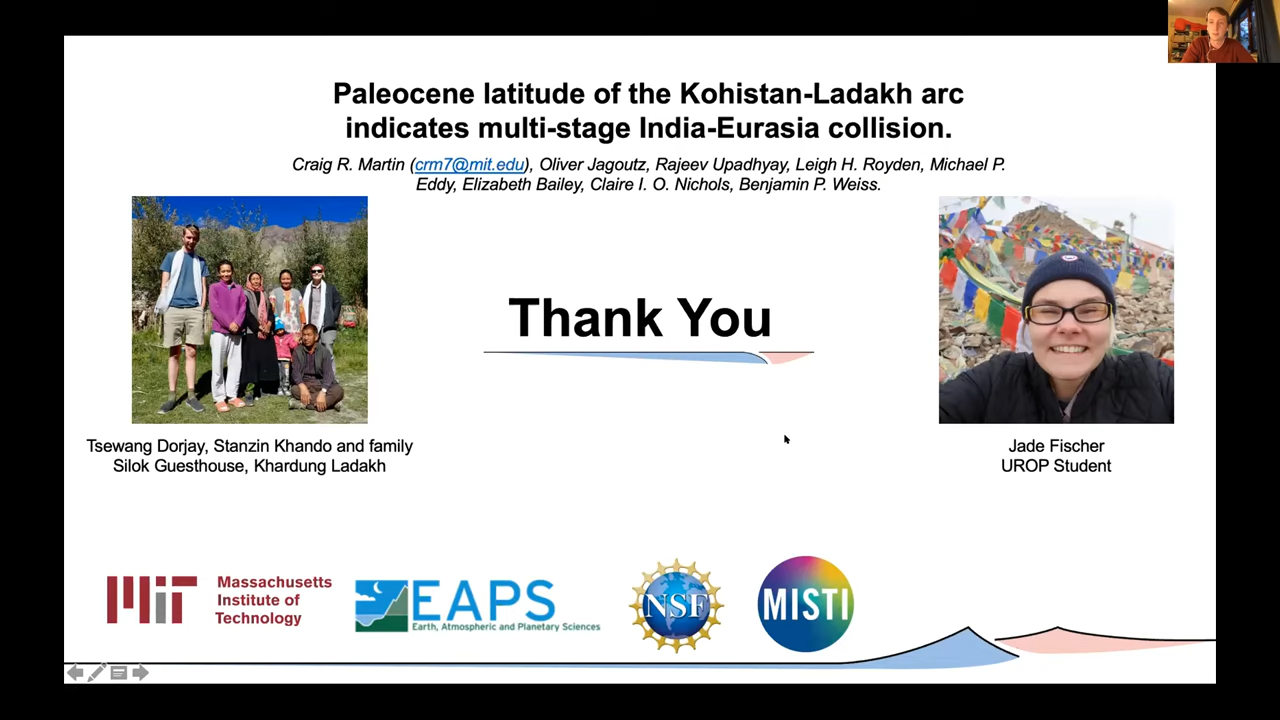 Paleocene latitude of the Kohistan-Ladakh arc
indicates multi-stage India-Eurasia collision.
Craig R. Martin (crm7@mit.edu), Oliver Jagoutz, Rajeev Upadhyay, Leigh H. Royden, Michael P.
Eddy, Elizabeth Bailey, Claire I. O. Nichols, Benjamin P. Weiss.
Thank You
Tsewang Dorjay, Stanzin Khando and family
Silok Guesthouse, Khardung Ladakh
Jade Fischer
UROP Student
MIT
Massachusetts
Institute of
Technology
EAPS
Earth, Atmospheric and Planetary Sciences
NSF
MISTI